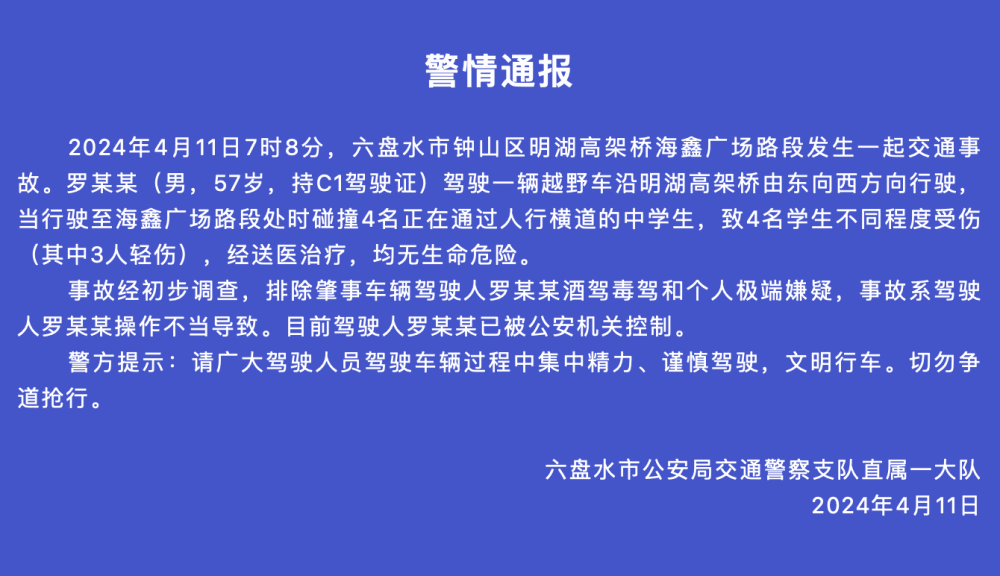 警情通报
2024年4月11日7时8分，六盘水市钟山区明湖高架桥海鑫广场路段发生一起交通事
故。罗某某（男，57岁，持C1驾驶证）驾驶一辆越野车沿明湖高架桥由东向西方向行驶，
当行驶至海鑫广场路段处时碰撞4名正在通过人行横道的中学生，致4名学生不同程度受伤
（其中3人轻伤），经送医治疗，均无生命危险。
事故经初步调查，排除肇事车辆驾驶人罗某某酒驾毒驾和个人极端嫌疑，事故系驾驶
人罗某某操作不当导致。目前驾驶人罗某某已被公安机关控制。
警方提示：请广大驾驶人员驾驶车辆过程中集中精力、谨慎驾驶，文明行车。切勿争
道抢行。
六盘水市公安局交通警察支队直属一大队
2024年4月11日